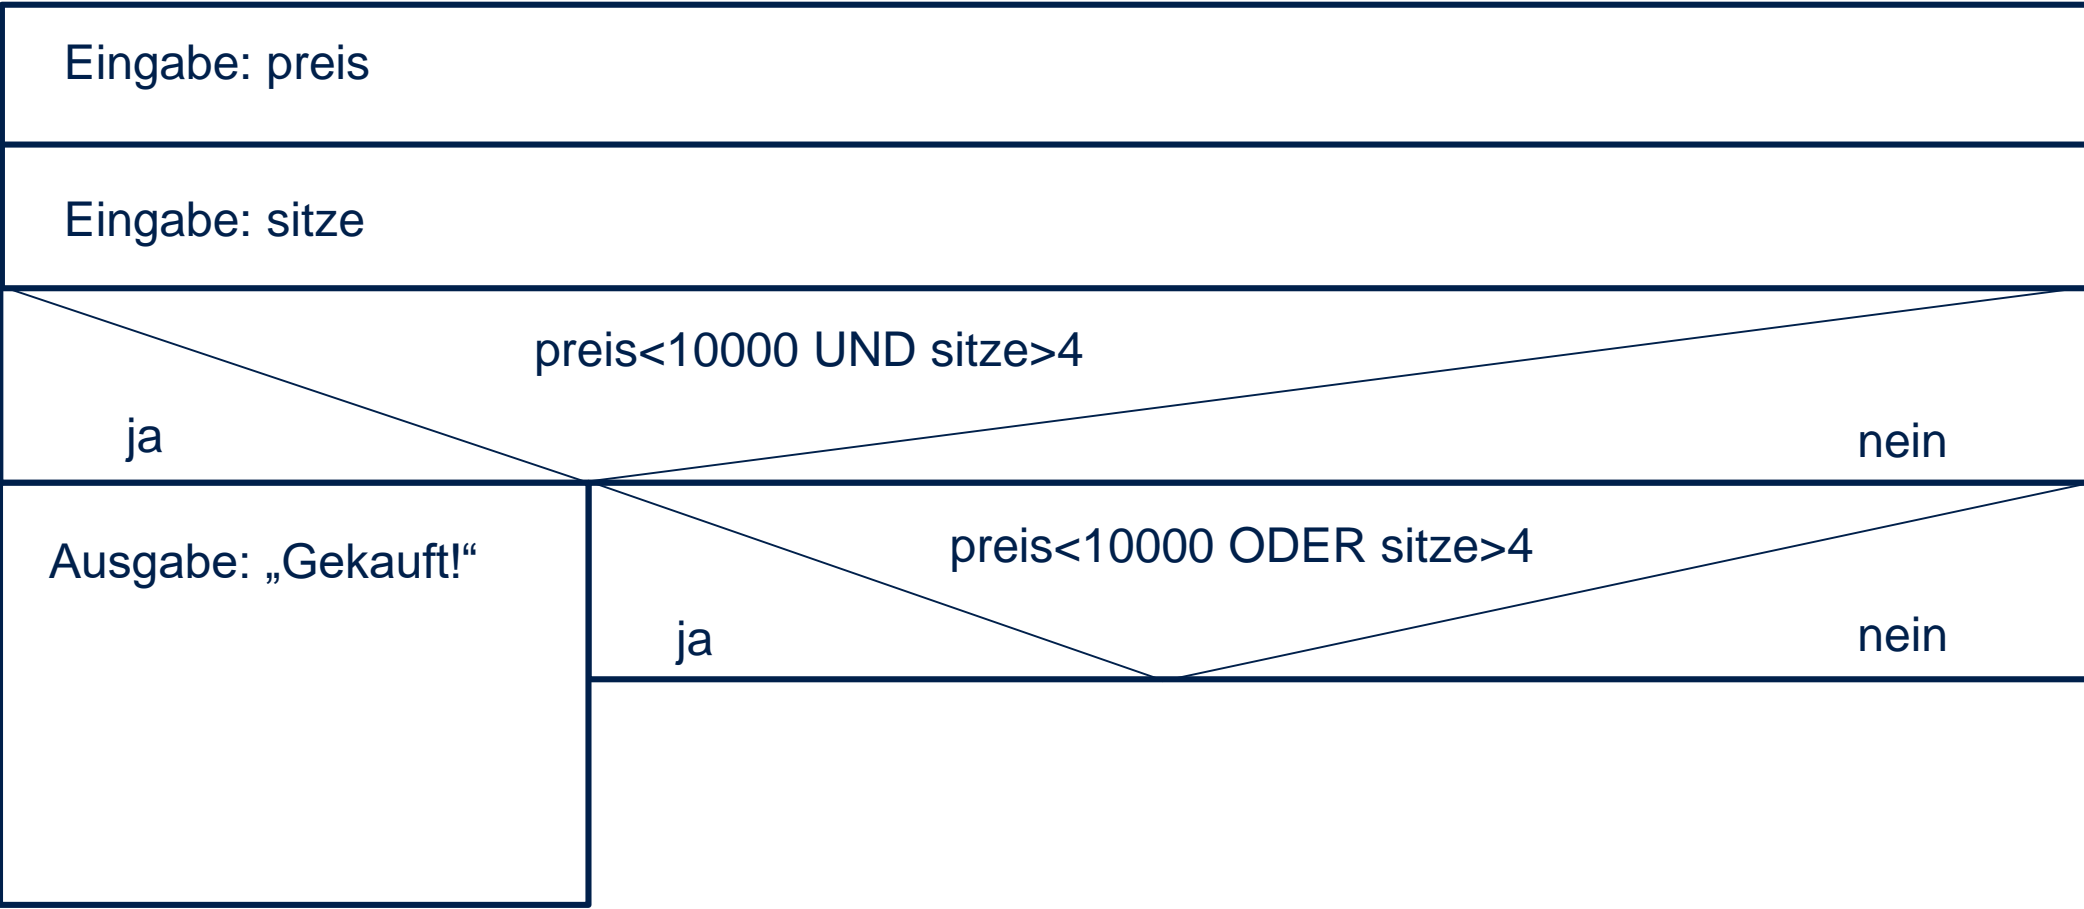 Eingabe: preis
Eingabe: sitze
preis<10000 UND sitze>4
ja
nein
Ausgabe: „Gekauft!“
preis<10000 ODER sitze>4
ja
nein